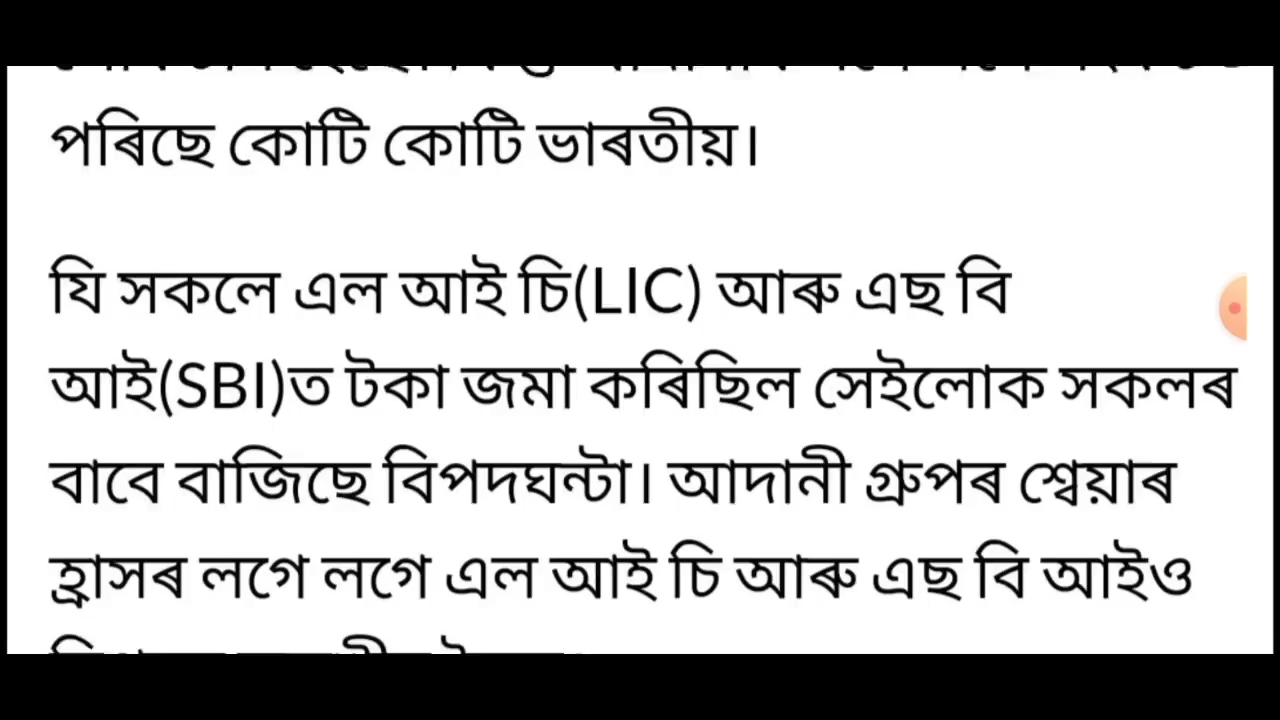 পৰিছে কোটি কোটি ভাৰতীয়।
যি সকলে এল আই চি(LIC) আৰু এছ বি
আই(SBI)ত টকা জমা কৰিছিল সেইলোক সকলৰ
বাবে বাজিছে বিপদঘন্টা। আদানী গ্ৰুপৰ শ্বেয়াৰ
হ্ৰাসৰ লগে লগে এল আই চি আৰু এছ বি আইও